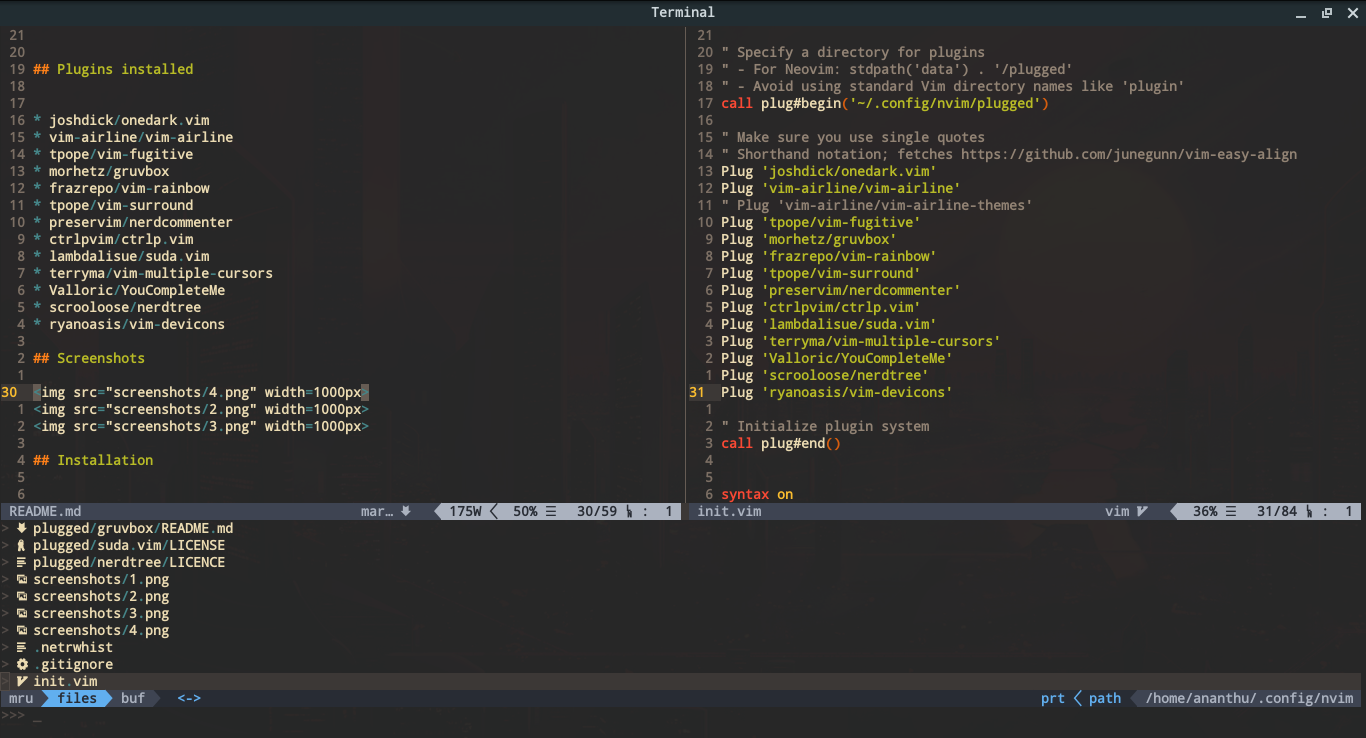 Terminal
21
20
19 ## Plugins installed
18
17
16 * joshdick/onedark.vim
15 * vim-airline/vim-airline
14 * tpope/vim-fugitive
13 * morhetz/gruvbox
12 * frazrepo/vim-rainbow
11 * tpope/vim-surround
10 * preservim/nerdcommenter
9 * ctrlpvim/ctrlp.vim
8 * lambdalisue/suda.vim
7 * terryma/vim-multiple-cursors
6 * Valloric/YouCompleteMe
5 * scrooloose/nerdtree
4 * ryanoasis/vim-devicons
3
2 ## Screenshots
1
30 <img src="screenshots/4.png" width=1000px>
1 <img src="screenshots/2.png" width=1000px>
2 <img src="screenshots/3.png" width=1000px>
3
4 ## Installation
5
6
README.md mar… 175W 50% ☰ 30/59 : 1
21
20 " Specify a directory for plugins
19 " - For Neovim: stdpath('data') . '/plugged'
18 " - Avoid using standard Vim directory names like 'plugin'
17 call plug#begin('~/.config/nvim/plugged')
16
15 " Make sure you use single quotes
14 " Shorthand notation; fetches https://github.com/junegunn/vim-easy-align
13 Plug 'joshdick/onedark.vim'
12 Plug 'vim-airline/vim-airline'
11 " Plug 'vim-airline/vim-airline-themes'
10 Plug 'tpope/vim-fugitive'
9 Plug 'morhetz/gruvbox'
8 Plug 'frazrepo/vim-rainbow'
7 Plug 'tpope/vim-surround'
6 Plug 'preservim/nerdcommenter'
5 Plug 'ctrlpvim/ctrlp.vim'
4 Plug 'lambdalisue/suda.vim'
3 Plug 'terryma/vim-multiple-cursors'
2 Plug 'Valloric/YouCompleteMe'
1 Plug 'scrooloose/nerdtree'
31 Plug 'ryanoasis/vim-devicons'
1
2 " Initialize plugin system
3 call plug#end()
4
5
6 syntax on
init.vim vim 36% ☰ 31/84 : 1
> plugged/gruvbox/README.md
> plugged/suda.vim/LICENSE
> plugged/nerdtree/LICENCE
> screenshots/1.png
> screenshots/2.png
> screenshots/3.png
> screenshots/4.png
> .netrwhist
> .gitignore
> init.vim
mru files buf <-> prt path /home/ananthu/.config/nvim
>>> _